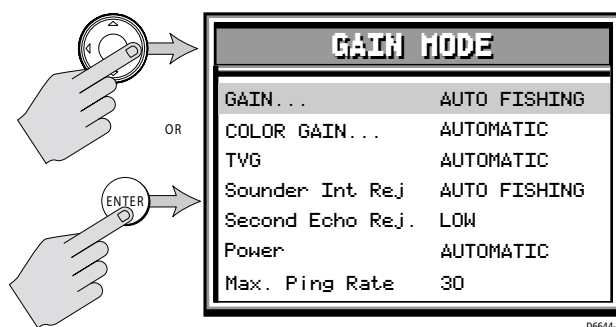 GAIN MODE
GAIN... AUTO FISHING
OR
COLOR GAIN... AUTOMATIC
TVG AUTOMATIC
Sounder Int Rej AUTO FISHING
ENTER
Second Echo Rej. LOW
Power AUTOMATIC
Max. Ping Rate 30